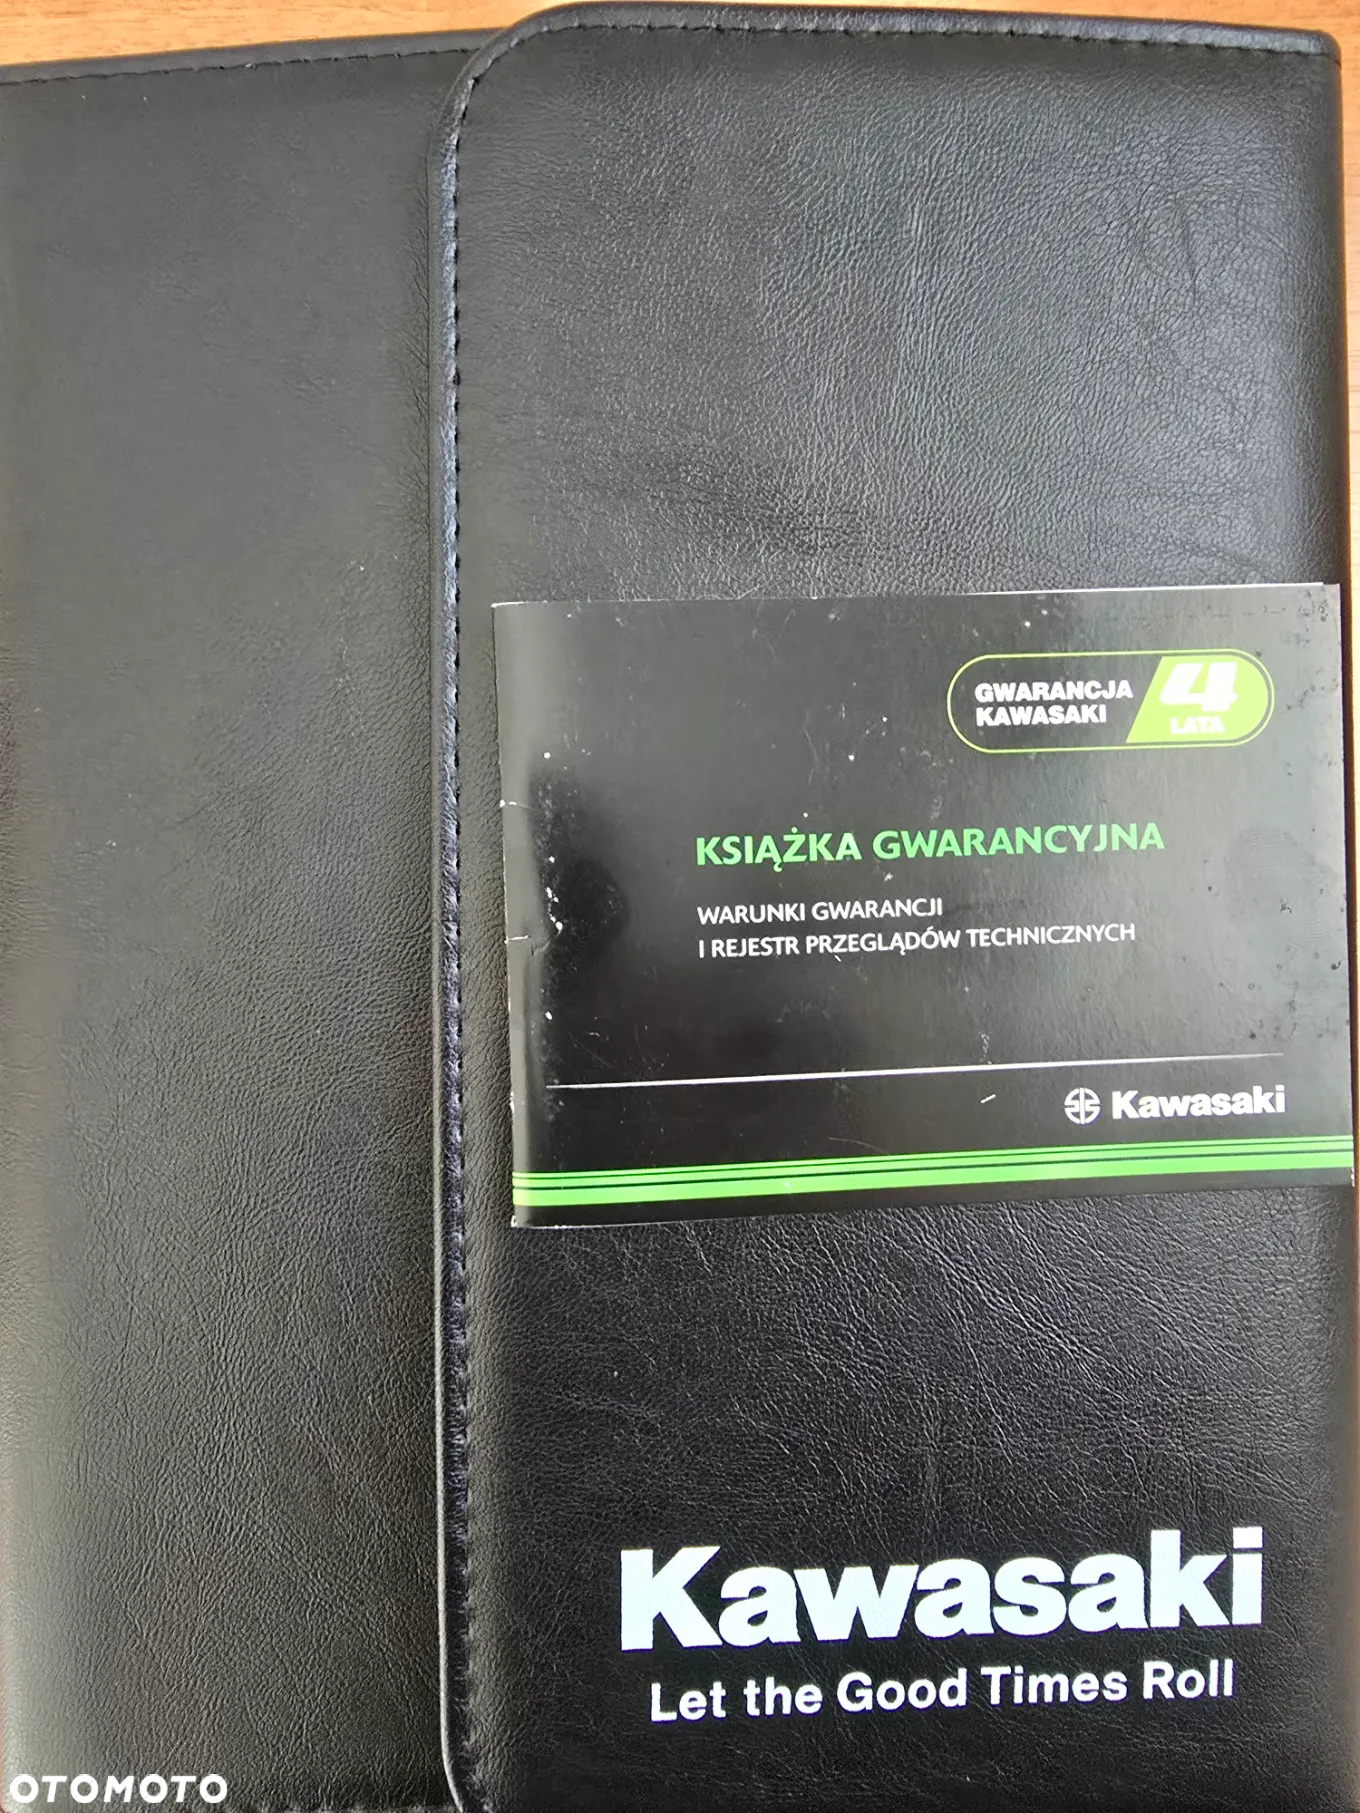 GWARANCJA
KAWASAKI
4
LATA
KSIĄŻKA GWARANCYJNA
WARUNKI GWARANCJI
I REJESTR PRZEGLĄDÓW TECHNICZNYCH
Kawasaki
Kawasaki
Let the Good Times Roll
OTOMOTO